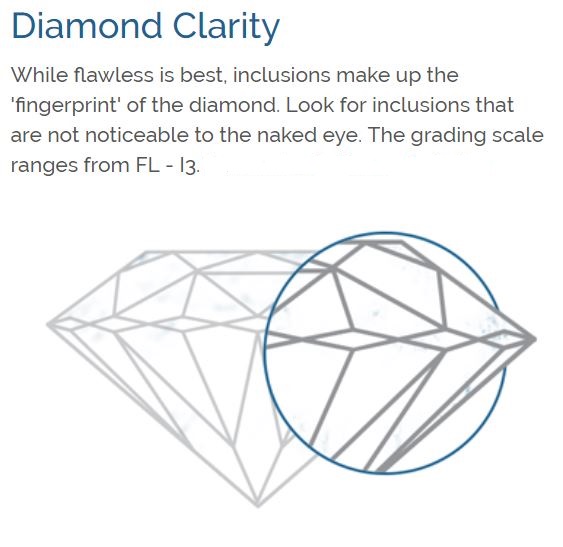 Diamond Clarity
While flawless is best, inclusions make up the
'fingerprint' of the diamond. Look for inclusions that
are not noticeable to the naked eye. The grading scale
ranges from FL - I3.